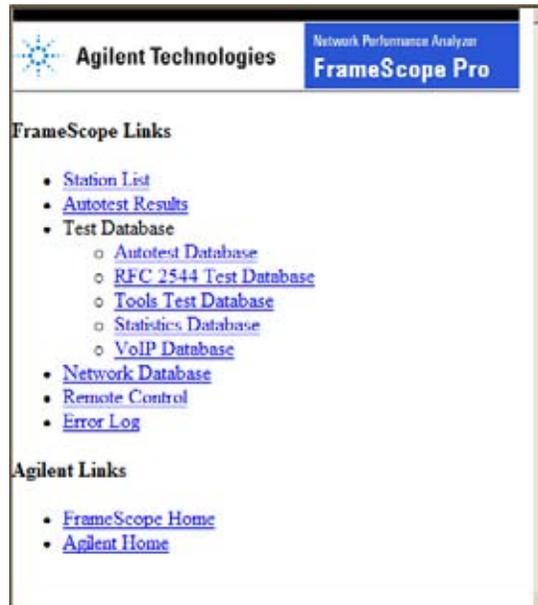 Agilent Technologies
Network Performance Analyzer
FrameScope Pro
FrameScope Links
Station List
Autotest Results
Test Database
Autotest Database
RFC 2544 Test Database
Tools Test Database
Statistics Database
VoIP Database
Network Database
Remote Control
Error Log
Agilent Links
FrameScope Home
Agilent Home